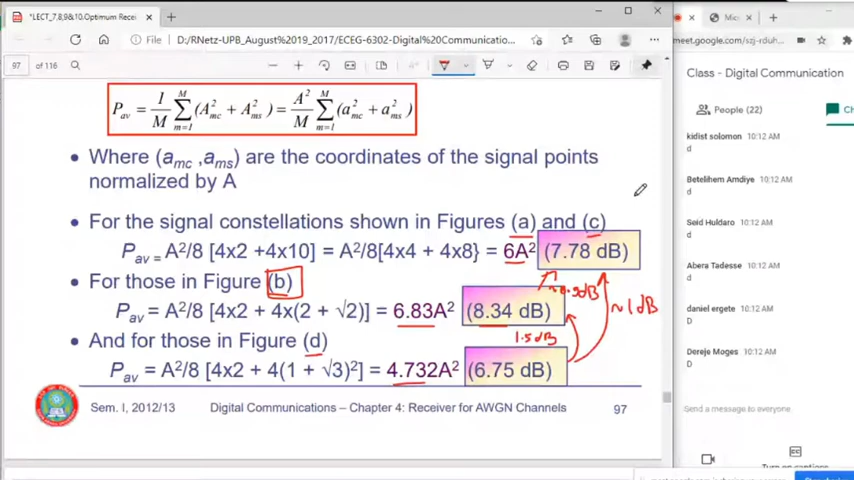 *LECT_7,8,9&10.Optimum Recei
Mic
File
D:/RNetz-UPB_August%2019_2017/ECEG-6302-Digital%20Communicatio...
meet.google.com/szj-rduh
97 of 116
Class - Digital Communication
People (22)
Cha
P_av = 1/M Σ_{m=1}^{M} (A²_mc + A²_ms) = A²/M Σ_{m=1}^{M} (a²_mc + a²_ms)
• Where (a_mc ,a_ms) are the coordinates of the signal points
normalized by A
• For the signal constellations shown in Figures (a) and (c)
P_av = A²/8 [4x2 +4x10] = A²/8[4x4 + 4x8} = 6A² (7.78 dB)
• For those in Figure (b)
P_av = A²/8 [4x2 + 4x(2 + √2)] = 6.83A² (8.34 dB)
~1 dB
1.5 dB
• And for those in Figure (d)
P_av = A²/8 [4x2 + 4(1 + √3)²] = 4.732A² (6.75 dB)
Sem. I, 2012/13
Digital Communications – Chapter 4: Receiver for AWGN Channels
97
kidist solomon 10:12 AM
d
Betelihem Amdiye 10:12 AM
d
Seid Huldaro 10:12 AM
d
Abera Tadesse 10:12 AM
D
daniel ergete 10:12 AM
D
Dereje Moges 10:12 AM
D
Send a message to everyone
Turn on captions